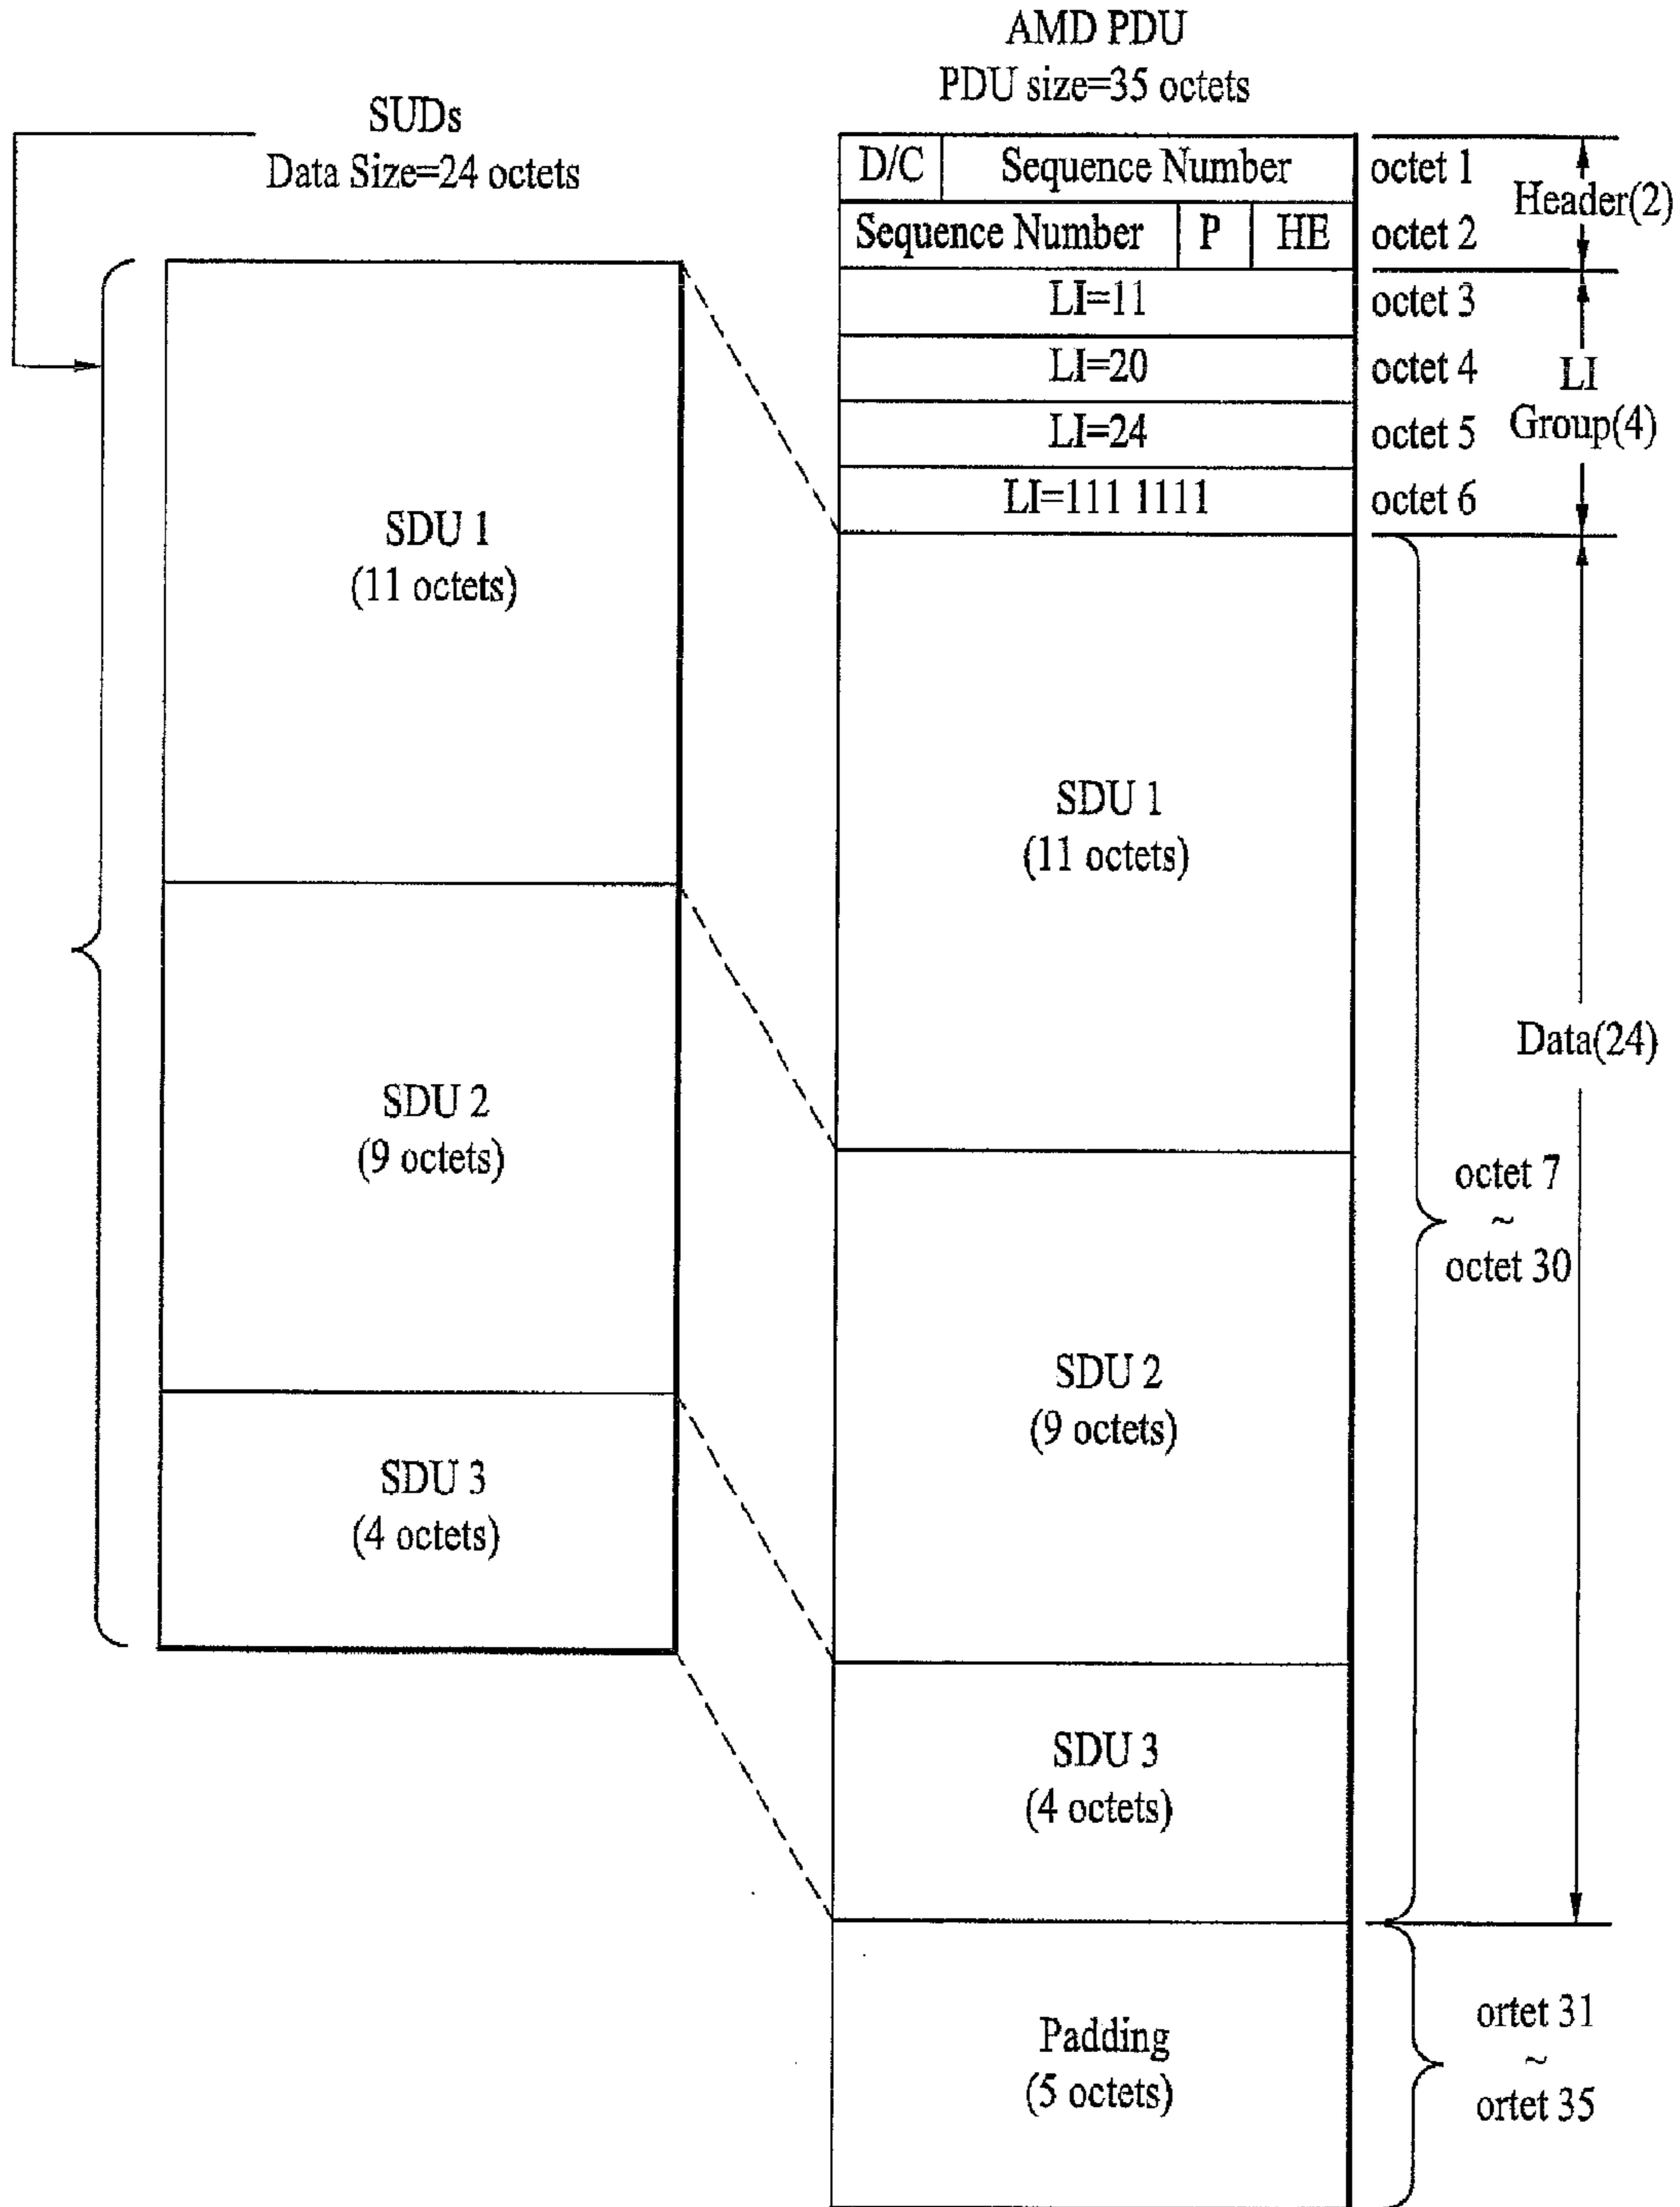 AMD PDU
PDU size=35 octets
SUDs
Data Size=24 octets
D/C
Sequence Number
octet 1
Sequence Number
P
HE
octet 2
Header(2)
LI=11
octet 3
LI=20
octet 4
LI=24
octet 5
LI=111 1111
octet 6
LI
Group(4)
SDU 1
(11 octets)
SDU 2
(9 octets)
SDU 3
(4 octets)
SDU 1
(11 octets)
SDU 2
(9 octets)
SDU 3
(4 octets)
Padding
(5 octets)
octet 7
~
octet 30
Data(24)
ortet 31
~
ortet 35